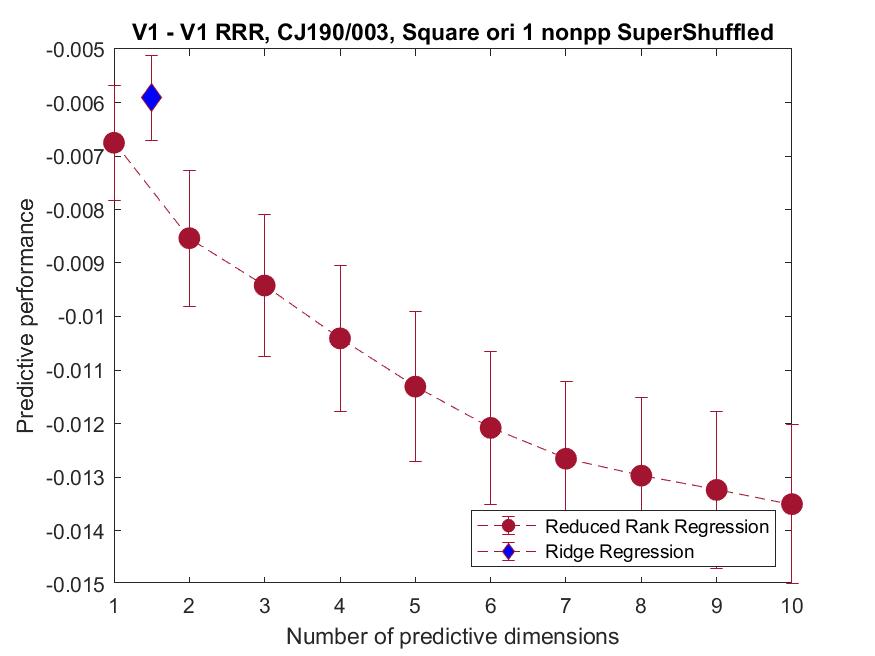 V1 - V1 RRR, CJ190/003, Square ori 1 nonpp SuperShuffled
-0.005
-0.006
-0.007
-0.008
-0.009
-0.01
-0.011
-0.012
-0.013
-0.014
-0.015
Predictive performance
Reduced Rank Regression
Ridge Regression
1 2 3 4 5 6 7 8 9 10
Number of predictive dimensions